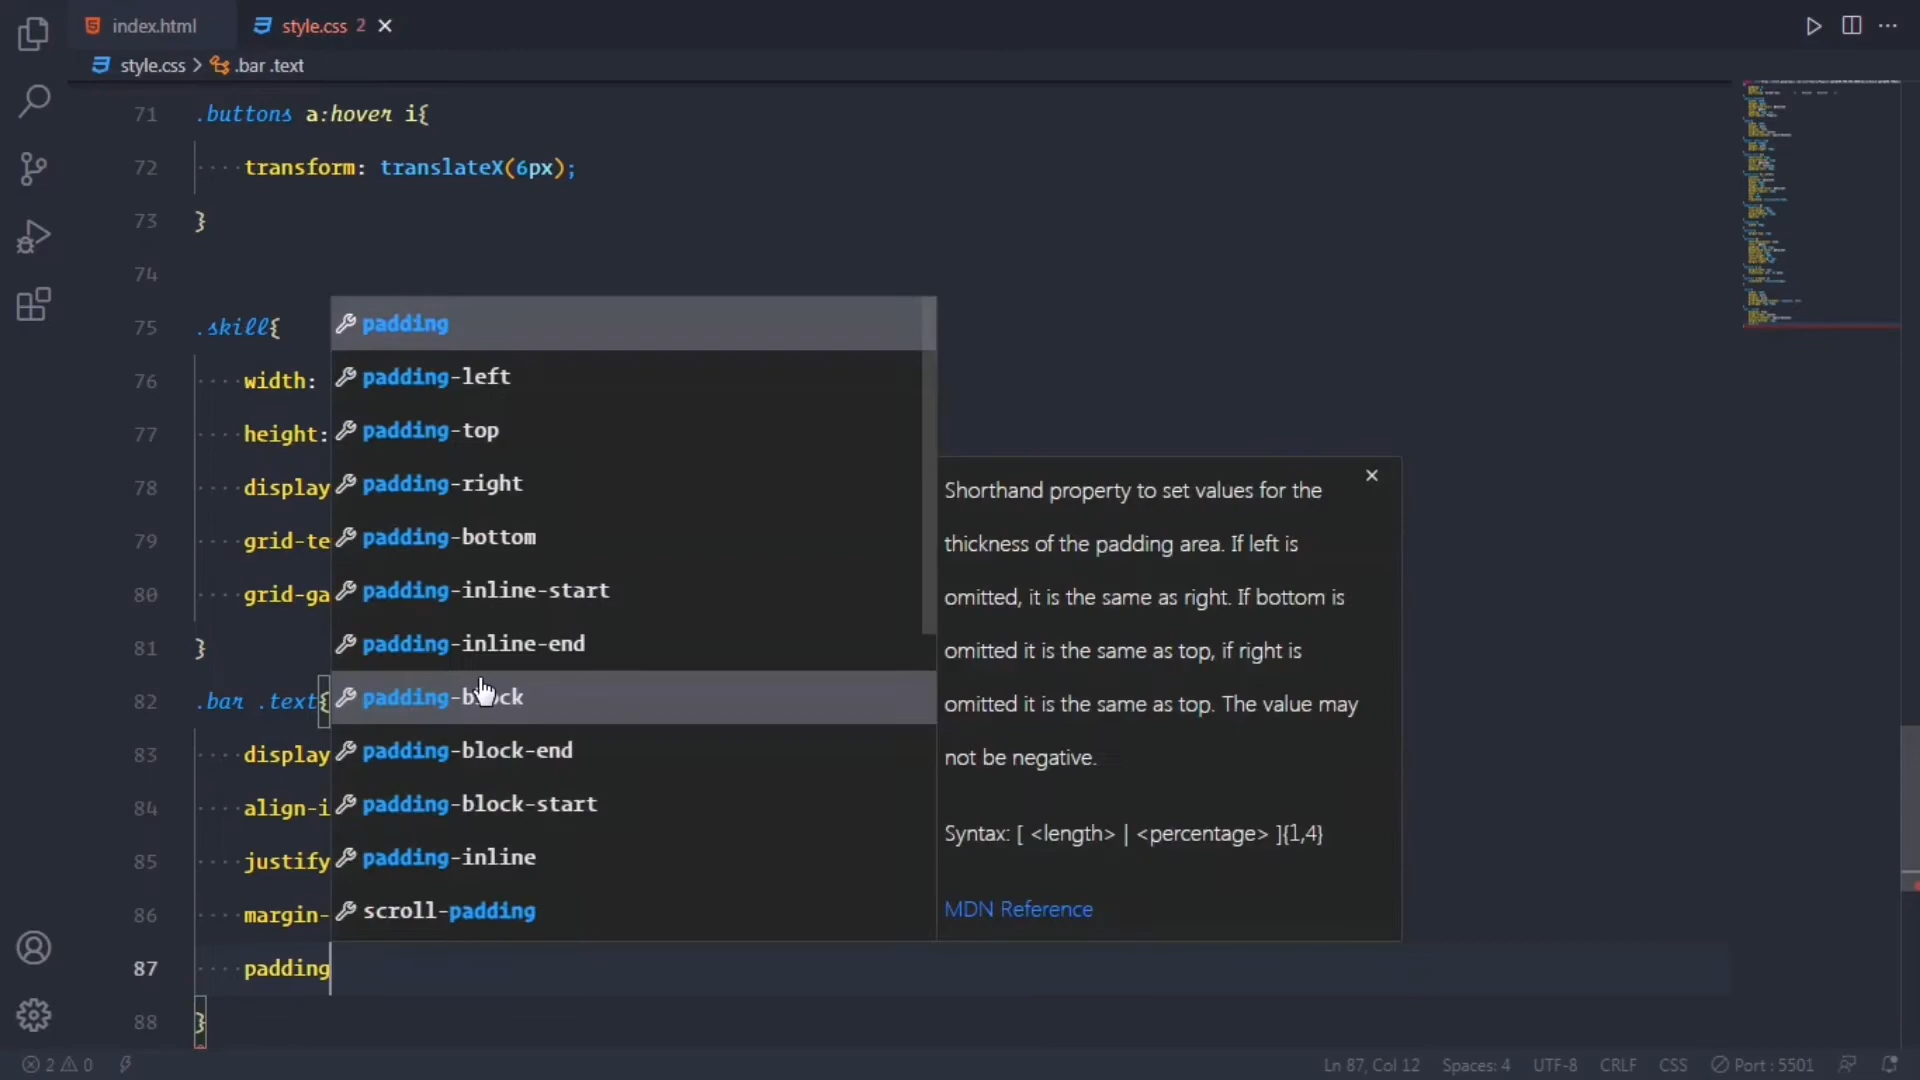 index.html
style.css 2
style.css > .bar .text
71 .buttons a:hover i{
72 ····transform: translateX(6px);
73 }
74
75 .skill{
76 ····width:
77 ····height:
78 ····display
79 ····grid-te
80 ····grid-ga
81 }
82 .bar .text{
83 ····display
84 ····align-i
85 ····justify
86 ····margin-
87 ····padding
88 }
padding
padding-left
padding-top
padding-right
padding-bottom
padding-inline-start
padding-inline-end
padding-block
padding-block-end
padding-block-start
padding-inline
scroll-padding
Shorthand property to set values for the
thickness of the padding area. If left is
omitted, it is the same as right. If bottom is
omitted it is the same as top, if right is
omitted it is the same as top. The value may
not be negative.
Syntax: [ <length> | <percentage> ]{1,4}
MDN Reference
2 0
Ln 87, Col 12 Spaces: 4 UTF-8 CRLF CSS Port : 5501